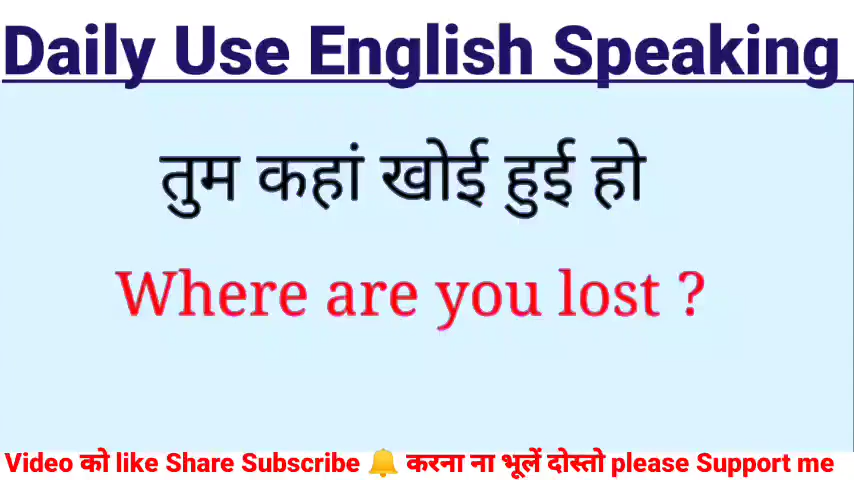 Daily Use English Speaking
तुम कहां खोई हुई हो
Where are you lost ?
Video को like Share Subscribe 🔔 करना ना भूलें दोस्तो please Support me